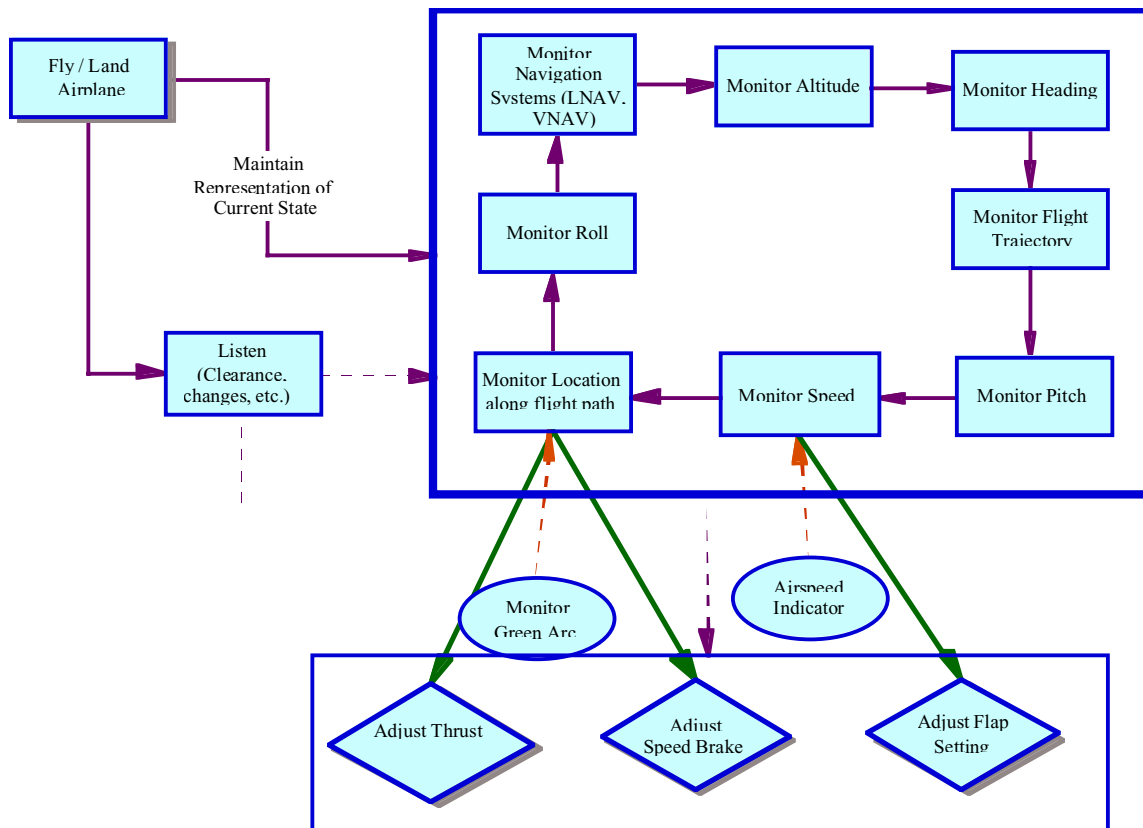 Fly / Land
Airplane
Maintain
Representation of
Current State
Listen
(Clearance,
changes, etc.)
Monitor
Navigation
Systems (LNAV,
VNAV)
Monitor Altitude
Monitor Heading
Monitor Roll
Monitor Flight
Trajectory
Monitor Location
along flight path
Monitor Speed
Monitor Pitch
Monitor
Green Arc
Airspeed
Indicator
Adjust Thrust
Adjust
Speed Brake
Adjust Flap
Setting